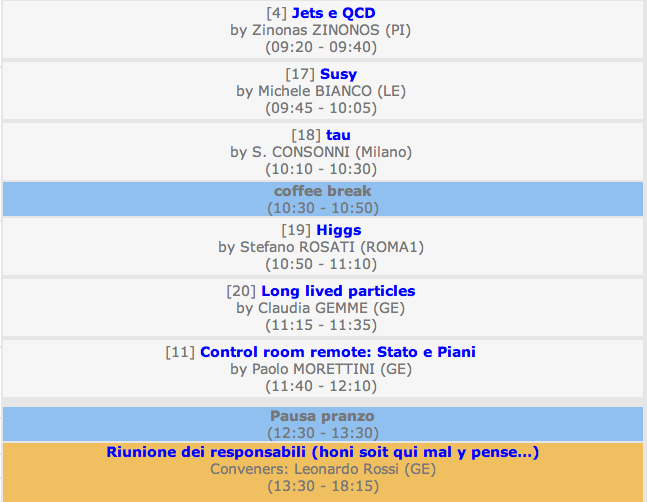 [4] Jets e QCD
by Zinonas ZINONOS (PI)
(09:20 - 09:40)
[17] Susy
by Michele BIANCO (LE)
(09:45 - 10:05)
[18] tau
by S. CONSONNI (Milano)
(10:10 - 10:30)
coffee break
(10:30 - 10:50)
[19] Higgs
by Stefano ROSATI (ROMA1)
(10:50 - 11:10)
[20] Long lived particles
by Claudia GEMME (GE)
(11:15 - 11:35)
[11] Control room remote: Stato e Piani
by Paolo MORETTINI (GE)
(11:40 - 12:10)
Pausa pranzo
(12:30 - 13:30)
Riunione dei responsabili (honi soit qui mal y pense...)
Conveners: Leonardo Rossi (GE)
(13:30 - 18:15)